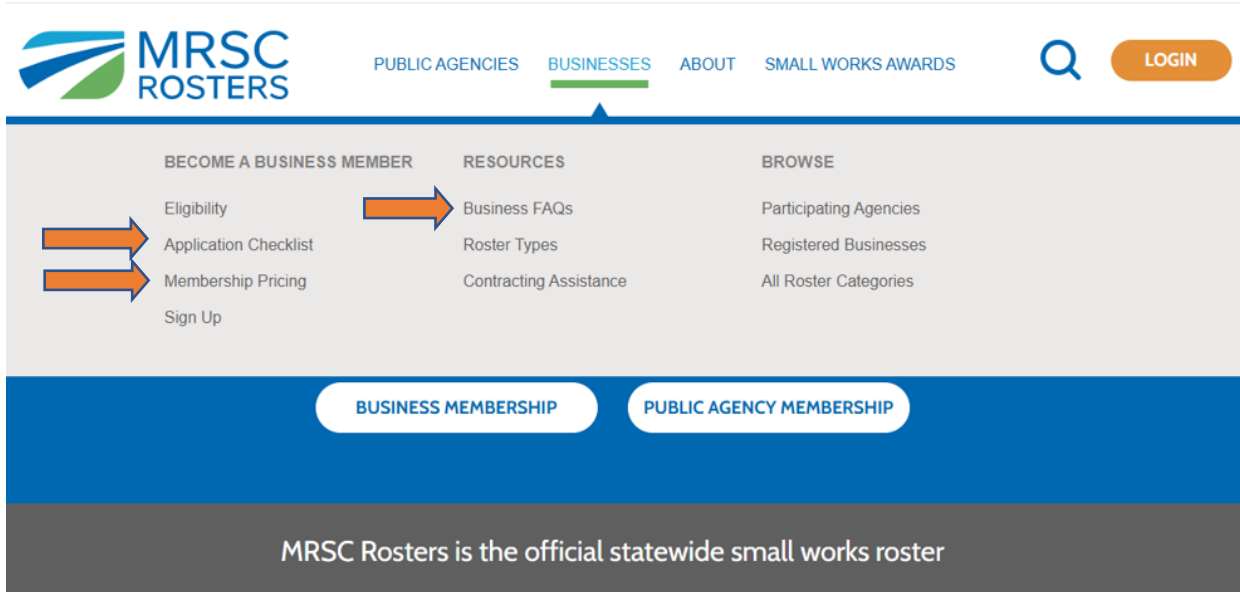 MRSC
ROSTERS
PUBLIC AGENCIES BUSINESSES ABOUT SMALL WORKS AWARDS LOGIN
BECOME A BUSINESS MEMBER
Eligibility
Application Checklist
Membership Pricing
Sign Up
RESOURCES
Business FAQs
Roster Types
Contracting Assistance
BROWSE
Participating Agencies
Registered Businesses
All Roster Categories
BUSINESS MEMBERSHIP PUBLIC AGENCY MEMBERSHIP
MRSC Rosters is the official statewide small works roster